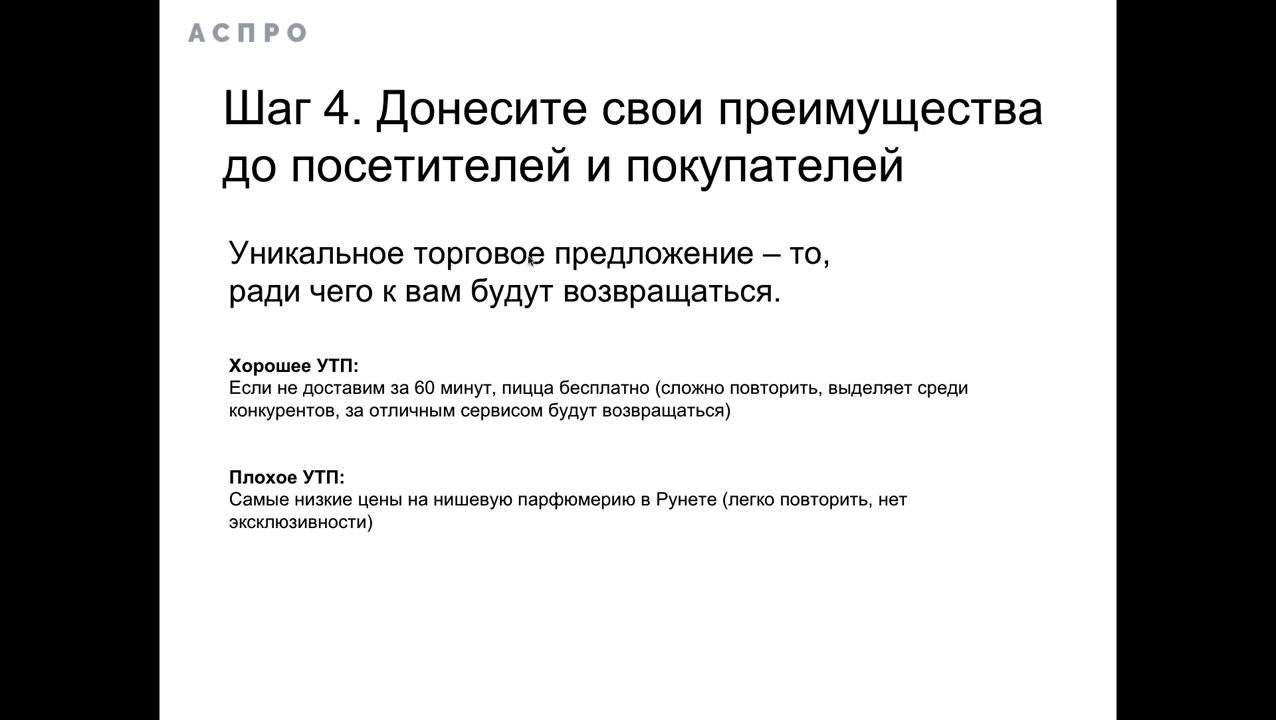 АСПРО
Шаг 4. Донесите свои преимущества
до посетителей и покупателей
Уникальное торговое предложение – то,
ради чего к вам будут возвращаться.
Хорошее УТП:
Если не доставим за 60 минут, пицца бесплатно (сложно повторить, выделяет среди
конкурентов, за отличным сервисом будут возвращаться)
Плохое УТП:
Самые низкие цены на нишевую парфюмерию в Рунете (легко повторить, нет
эксклюзивности)